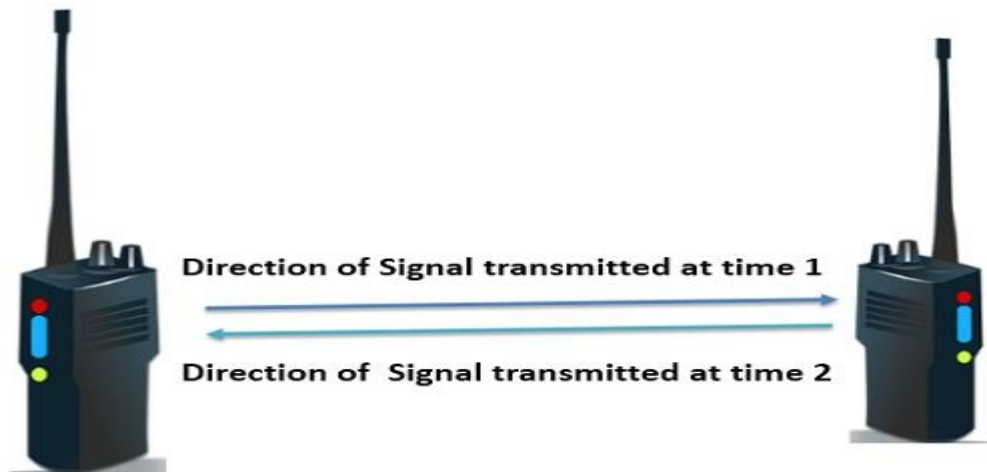 Direction of Signal transmitted at time 1
Direction of Signal transmitted at time 2